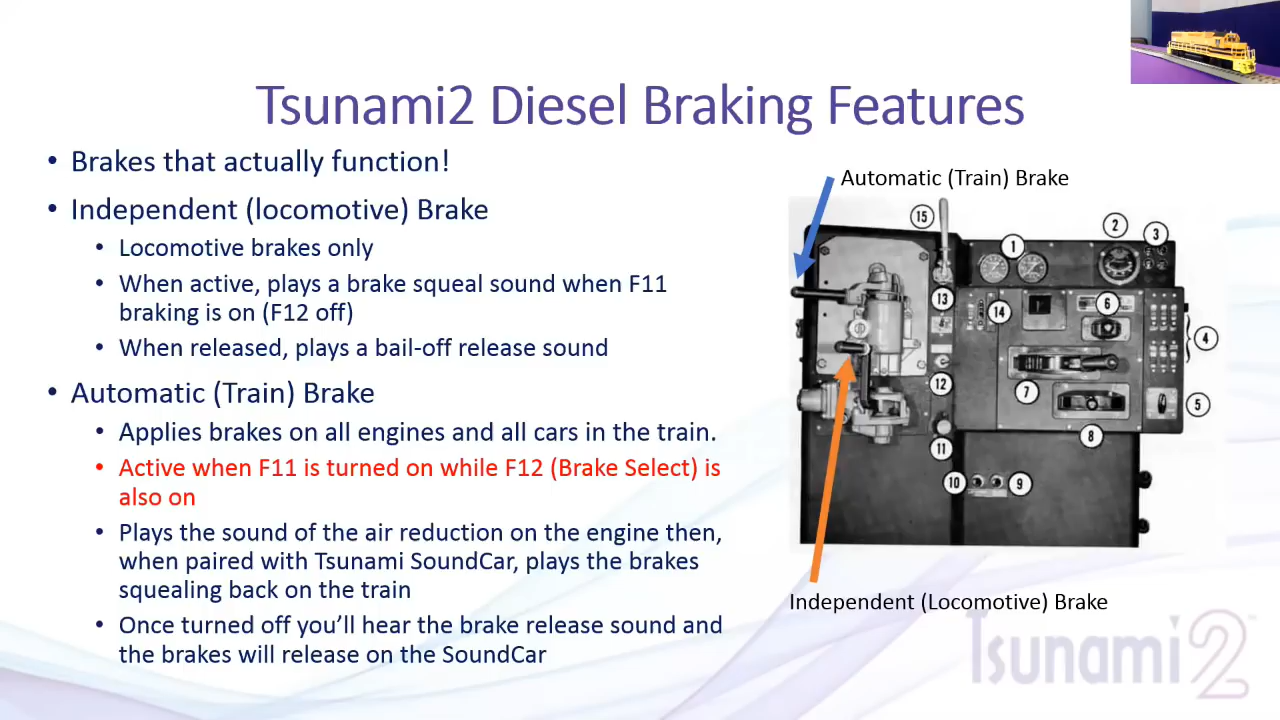 Tsunami2 Diesel Braking Features
• Brakes that actually function!
• Independent (locomotive) Brake
• Locomotive brakes only
• When active, plays a brake squeal sound when F11
braking is on (F12 off)
• When released, plays a bail-off release sound
• Automatic (Train) Brake
• Applies brakes on all engines and all cars in the train.
• Active when F11 is turned on while F12 (Brake Select) is
also on
• Plays the sound of the air reduction on the engine then,
when paired with Tsunami SoundCar, plays the brakes
squealing back on the train
• Once turned off you'll hear the brake release sound and
the brakes will release on the SoundCar
Automatic (Train) Brake
15
1
2
3
13
14
6
4
7
12
5
8
11
10
9
Independent (Locomotive) Brake
Tsunami2™